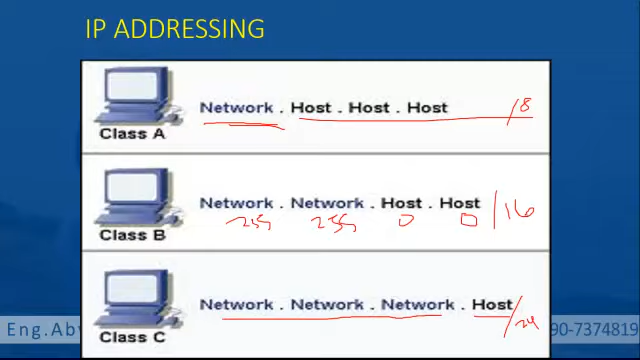 IP ADDRESSING
Network . Host . Host . Host /8
Class A
Network . Network . Host . Host /16
255 255 0 0
Class B
Network . Network . Network . Host /24
Eng.Ab 90-7374819
Class C